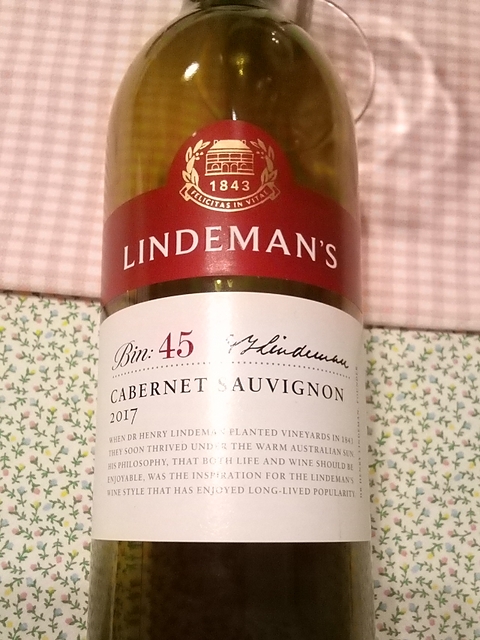 1843
FELICITAS IN VITAE
LINDEMAN'S
Bin: 45 HJLindeman
CABERNET SAUVIGNON
2017
WHEN DR HENRY LINDEMAN PLANTED VINEYARDS IN 1843
THEY SOON THRIVED UNDER THE WARM AUSTRALIAN SUN.
HIS PHILOSOPHY, THAT BOTH LIFE AND WINE SHOULD BE
ENJOYABLE, WAS THE INSPIRATION FOR THE LINDEMAN'S
WINE STYLE THAT HAS ENJOYED LONG-LIVED POPULARITY.